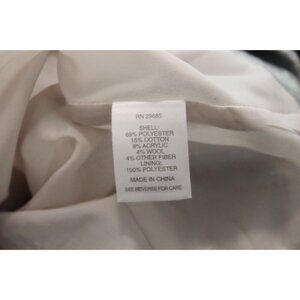 RN 29685
SHELL:
69% POLYESTER
15% COTTON
8% ACRYLIC
4% WOOL
4% OTHER FIBER
LINING:
100% POLYESTER
MADE IN CHINA
SEE REVERSE FOR CARE